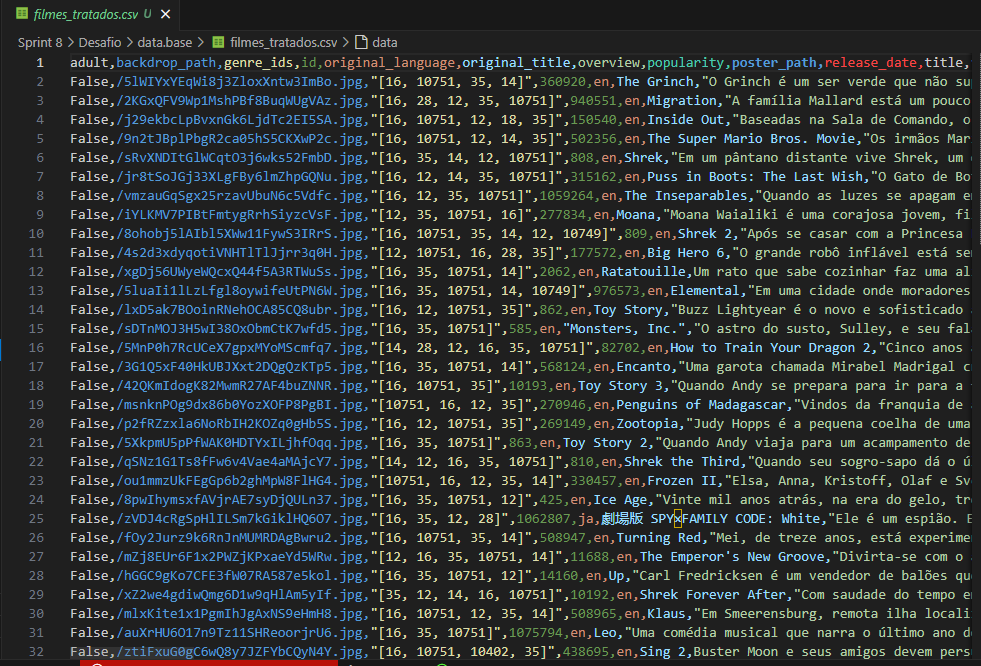 filmes_tratados.csv U ×
Sprint 8 > Desafio > data.base > filmes_tratados.csv > data
1 adult,backdrop_path,genre_ids,id,original_language,original_title,overview,popularity,poster_path,release_date,title,
2 False,/5lWIYxYEqWi8j3ZloxXntw3ImBo.jpg,"[16, 10751, 35, 14]",360920,en,The Grinch,"O Grinch é um ser verde que não su
3 False,/2KGxQFV9Wp1MshPBf8BuqWUgVAz.jpg,"[16, 28, 12, 35, 10751]",940551,en,Migration,"A família Mallard está um pouco
4 False,/j29ekbcLpBvxnGk6LjdTc2EI5SA.jpg,"[16, 10751, 12, 18, 35]",150540,en,Inside Out,"Baseadas na Sala de Comando, o
5 False,/9n2tJBplPbgR2ca05hS5CKXwP2c.jpg,"[16, 10751, 12, 14, 35]",502356,en,The Super Mario Bros. Movie,"Os irmãos Mar
6 False,/sRvXNDItGlWCqtO3j6wks52FmbD.jpg,"[16, 35, 14, 12, 10751]",808,en,Shrek,"Em um pântano distante vive Shrek, um
7 False,/jr8tSoJGj33XLgFBy6lmZhpGQNu.jpg,"[16, 12, 14, 35, 10751]",315162,en,Puss in Boots: The Last Wish,"O Gato de Bo
8 False,/vmzauGqSgx25rzavUbuN6c5Vdfc.jpg,"[16, 12, 35, 10751]",1059264,en,The Inseparables,"Quando as luzes se apagam e
9 False,/iYLKMV7PIBtFmtygRrhSiyzcVsF.jpg,"[12, 35, 10751, 16]",277834,en,Moana,"Moana Waialiki é uma corajosa jovem, fi
10 False,/8ohobj5lAIbl5XWw11FywS3IRrS.jpg,"[16, 10751, 35, 14, 12, 10749]",809,en,Shrek 2,"Após se casar com a Princesa
11 False,/4s2d3xdyqotiVNHTlTlJjrr3q0H.jpg,"[12, 10751, 16, 28, 35]",177572,en,Big Hero 6,"O grande robô inflável está se
12 False,/xgDj56UWyeWQcxQ44f5A3RTWuSs.jpg,"[16, 35, 10751, 14]",2062,en,Ratatouille,Um rato que sabe cozinhar faz uma al
13 False,/5luaIi1lLzLfgl8oywifeUtPN6W.jpg,"[16, 35, 10751, 14, 10749]",976573,en,Elemental,"Em uma cidade onde moradores
14 False,/lxD5ak7BOoinRNehOCA85CQ8ubr.jpg,"[16, 12, 10751, 35]",862,en,Toy Story,"Buzz Lightyear é o novo e sofisticado
15 False,/sDTnMOJ3H5wI38OxObmCtK7wfd5.jpg,"[16, 35, 10751]",585,en,"Monsters, Inc.","O astro do susto, Sulley, e seu fal
16 False,/5MnP0h7RcUCeX7gpxMYoMScmfq7.jpg,"[14, 28, 12, 16, 35, 10751]",82702,en,How to Train Your Dragon 2,"Cinco anos
17 False,/3G1Q5xF40HkUBJXxt2DQgQzKTp5.jpg,"[16, 35, 10751, 14]",568124,en,Encanto,"Uma garota chamada Mirabel Madrigal c
18 False,/42QKmIdogK82MwmR27AF4buZNNR.jpg,"[16, 10751, 35]",10193,en,Toy Story 3,"Quando Andy se prepara para ir para a
19 False,/msnknPOg9dx86b0YozXOFP8PgBI.jpg,"[10751, 16, 12, 35]",270946,en,Penguins of Madagascar,"Vindos da franquia de
20 False,/p2fRZzxla6NoRbIH2KOZq0gHb5S.jpg,"[16, 12, 10751, 35]",269149,en,Zootopia,"Judy Hopps é a pequena coelha de uma
21 False,/5XkpmU5pPfWAK0HDTYxILjhfOqq.jpg,"[16, 35, 10751]",863,en,Toy Story 2,"Quando Andy viaja para um acampamento de
22 False,/qSNz1G1Ts8fFw6v4Vae4aMAjcY7.jpg,"[14, 12, 16, 35, 10751]",810,en,Shrek the Third,"Quando seu sogro-sapo dá o ú
23 False,/ou1mmzUkFEgGp6b2ghMpW8FlHG4.jpg,"[10751, 16, 12, 35, 14]",330457,en,Frozen II,"Elsa, Anna, Kristoff, Olaf e Sv
24 False,/8pwIhymsxfAVjrAE7syDjQULn37.jpg,"[16, 35, 10751, 12]",425,en,Ice Age,"Vinte mil anos atrás, na era do gelo, tr
25 False,/zVDJ4cRgSpHlILSm7kGiklHQ6O7.jpg,"[16, 35, 12, 28]",1062807,ja,劇場版 SPY×FAMILY CODE: White,"Ele é um espião. E
26 False,/fOy2Jurz9k6RnJnMUMRDAgBwru2.jpg,"[16, 10751, 35, 14]",508947,en,Turning Red,"Mei, de treze anos, está experime
27 False,/mZj8EUr6F1x2PWZjKPxaeYd5WRw.jpg,"[12, 16, 35, 10751, 14]",11688,en,The Emperor's New Groove,"Divirta-se com o
28 False,/hGGC9gKo7CFE3fW07RA587e5kol.jpg,"[16, 35, 10751, 12]",14160,en,Up,"Carl Fredricksen é um vendedor de balões qu
29 False,/xZ2we4gdiwQmg6D1w9qHlAm5yIf.jpg,"[35, 12, 14, 16, 10751]",10192,en,Shrek Forever After,"Com saudade do tempo e
30 False,/mlxKite1x1PgmIhJgAxNS9eHmH8.jpg,"[16, 10751, 12, 35, 14]",508965,en,Klaus,"Em Smeerensburg, remota ilha locali
31 False,/auXrHU6O17n9Tz11SHReoorjrU6.jpg,"[16, 35, 10751]",1075794,en,Leo,"Uma comédia musical que narra o último ano d
32 False,/ztiFxuG0gC6wQ8y7JZFYbCQyN4Y.jpg,"[16, 10751, 10402, 35]",438695,en,Sing 2,Buster Moon e seus amigos devem pers